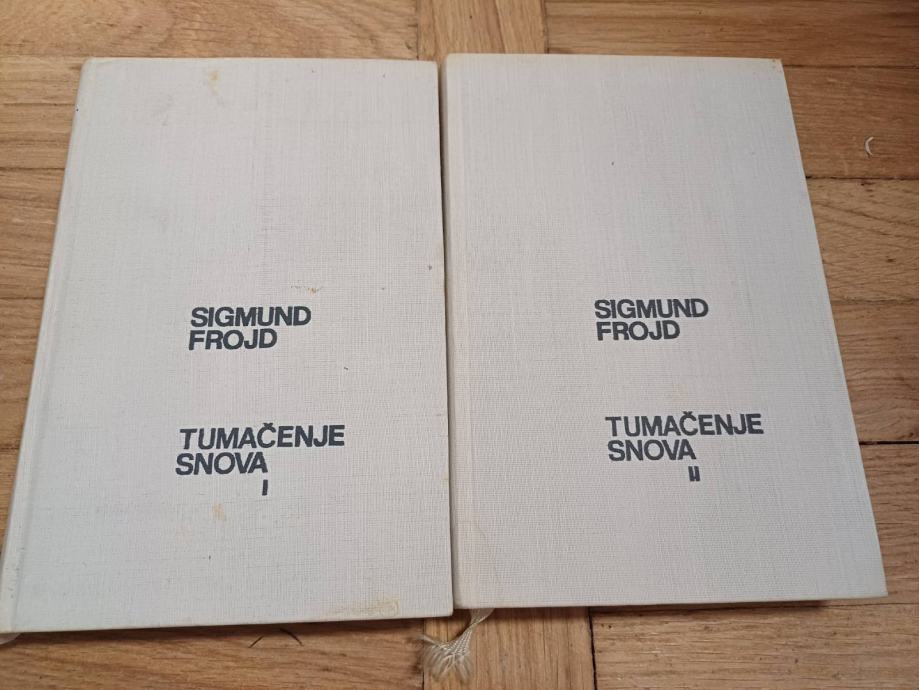 SIGMUND
FROJD
TUMAČENJE
SNOVA
I
SIGMUND
FROJD
TUMAČENJE
SNOVA
II